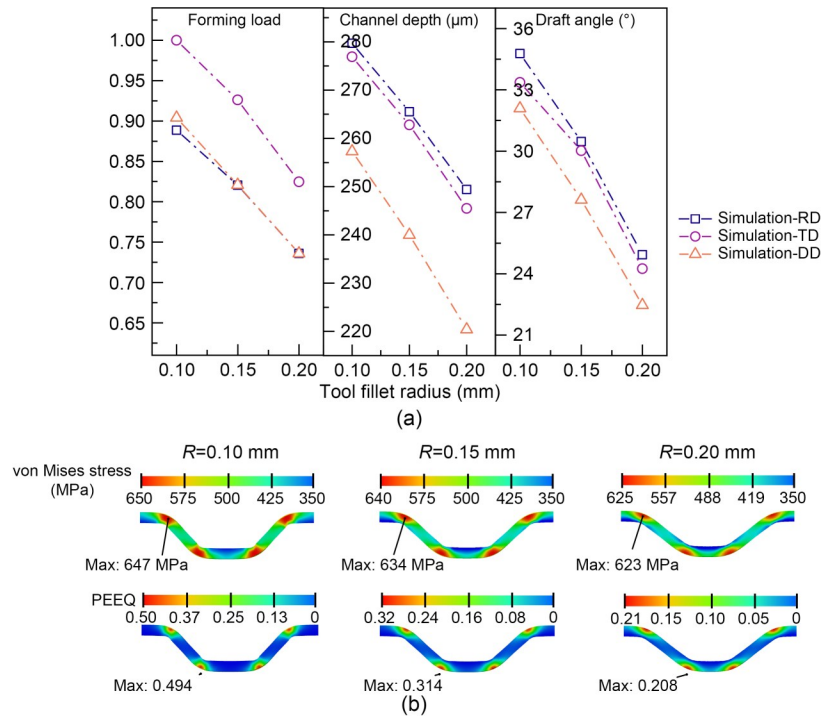 Forming load Channel depth (μm) Draft angle (°)
1.00 280 36
0.95 270 33
0.90 260 30
0.85 250 27
0.80 240 24
0.75 230 21
0.70 220
0.65
0.10 0.15 0.20 0.10 0.15 0.20 0.10 0.15 0.20
Tool fillet radius (mm)
Simulation-RD
Simulation-TD
Simulation-DD
(a)
R=0.10 mm R=0.15 mm R=0.20 mm
von Mises stress
(MPa)
650 575 500 425 350 640 575 500 425 350 625 557 488 419 350
Max: 647 MPa Max: 634 MPa Max: 623 MPa
PEEQ
0.50 0.37 0.25 0.13 0 0.32 0.24 0.16 0.08 0 0.21 0.15 0.10 0.05 0
Max: 0.494 Max: 0.314 Max: 0.208
(b)